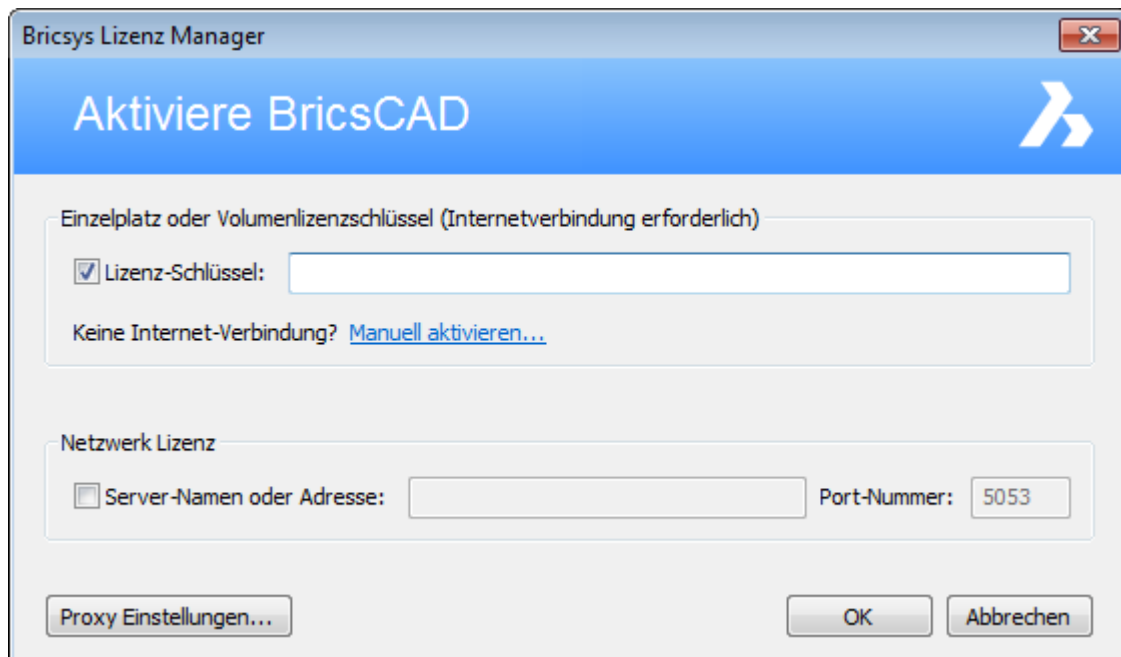 Bricsys Lizenz Manager
Aktiviere BricsCAD
Einzelplatz oder Volumenlizenzschlüssel (Internetverbindung erforderlich)
Lizenz-Schlüssel:
Keine Internet-Verbindung? Manuell aktivieren...
Netzwerk Lizenz
Server-Namen oder Adresse: Port-Nummer: 5053
Proxy Einstellungen... OK Abbrechen